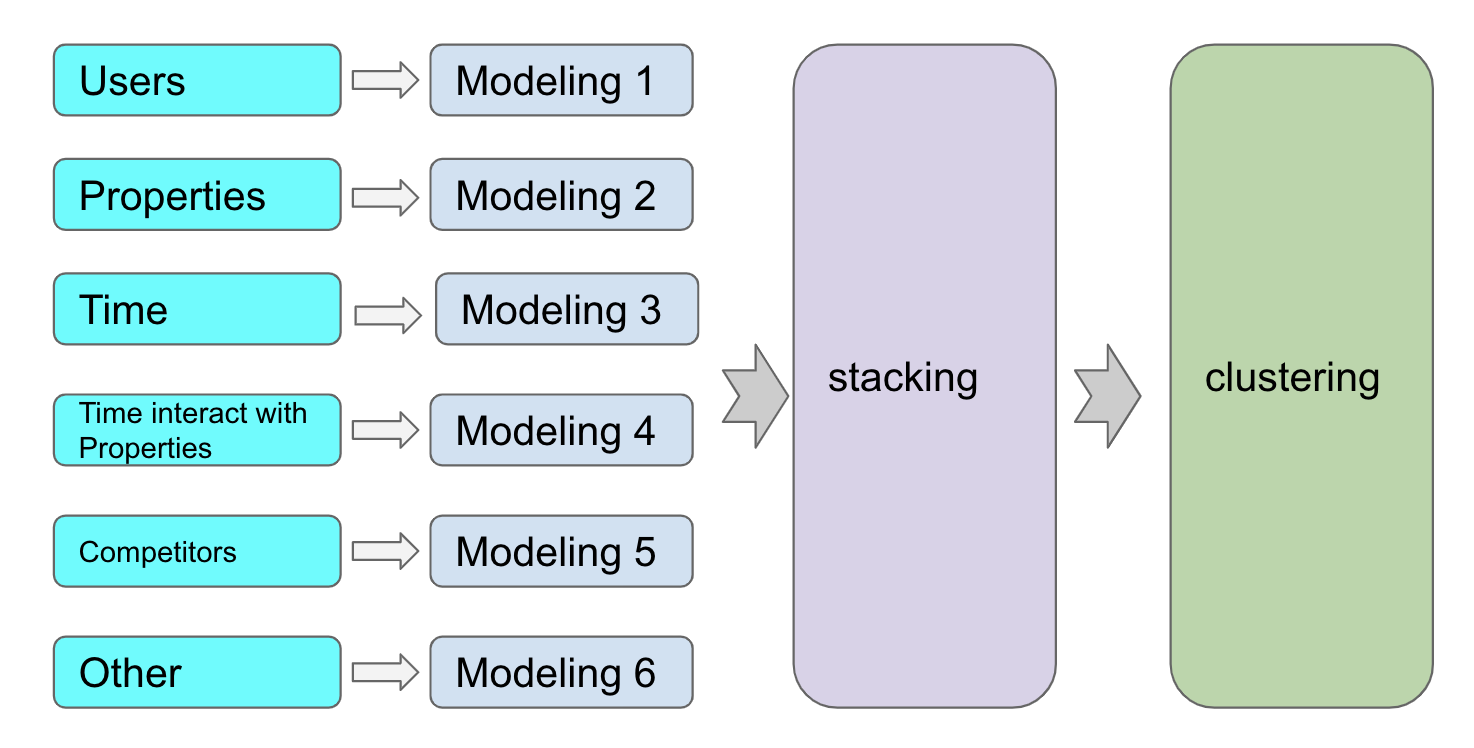 Users
Modeling 1
Properties
Modeling 2
Time
Modeling 3
Time interact with
Properties
Modeling 4
Competitors
Modeling 5
Other
Modeling 6
stacking
clustering